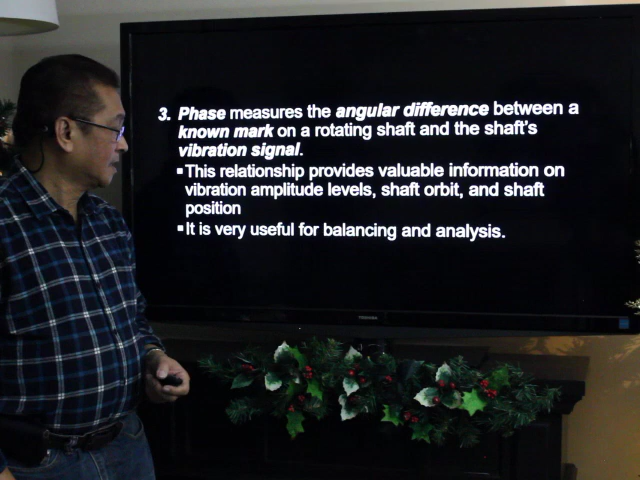 3. Phase measures the angular difference between a
known mark on a rotating shaft and the shaft's
vibration signal.
▪This relationship provides valuable information on
vibration amplitude levels, shaft orbit, and shaft
position
▪It is very useful for balancing and analysis.
TOSHIBA